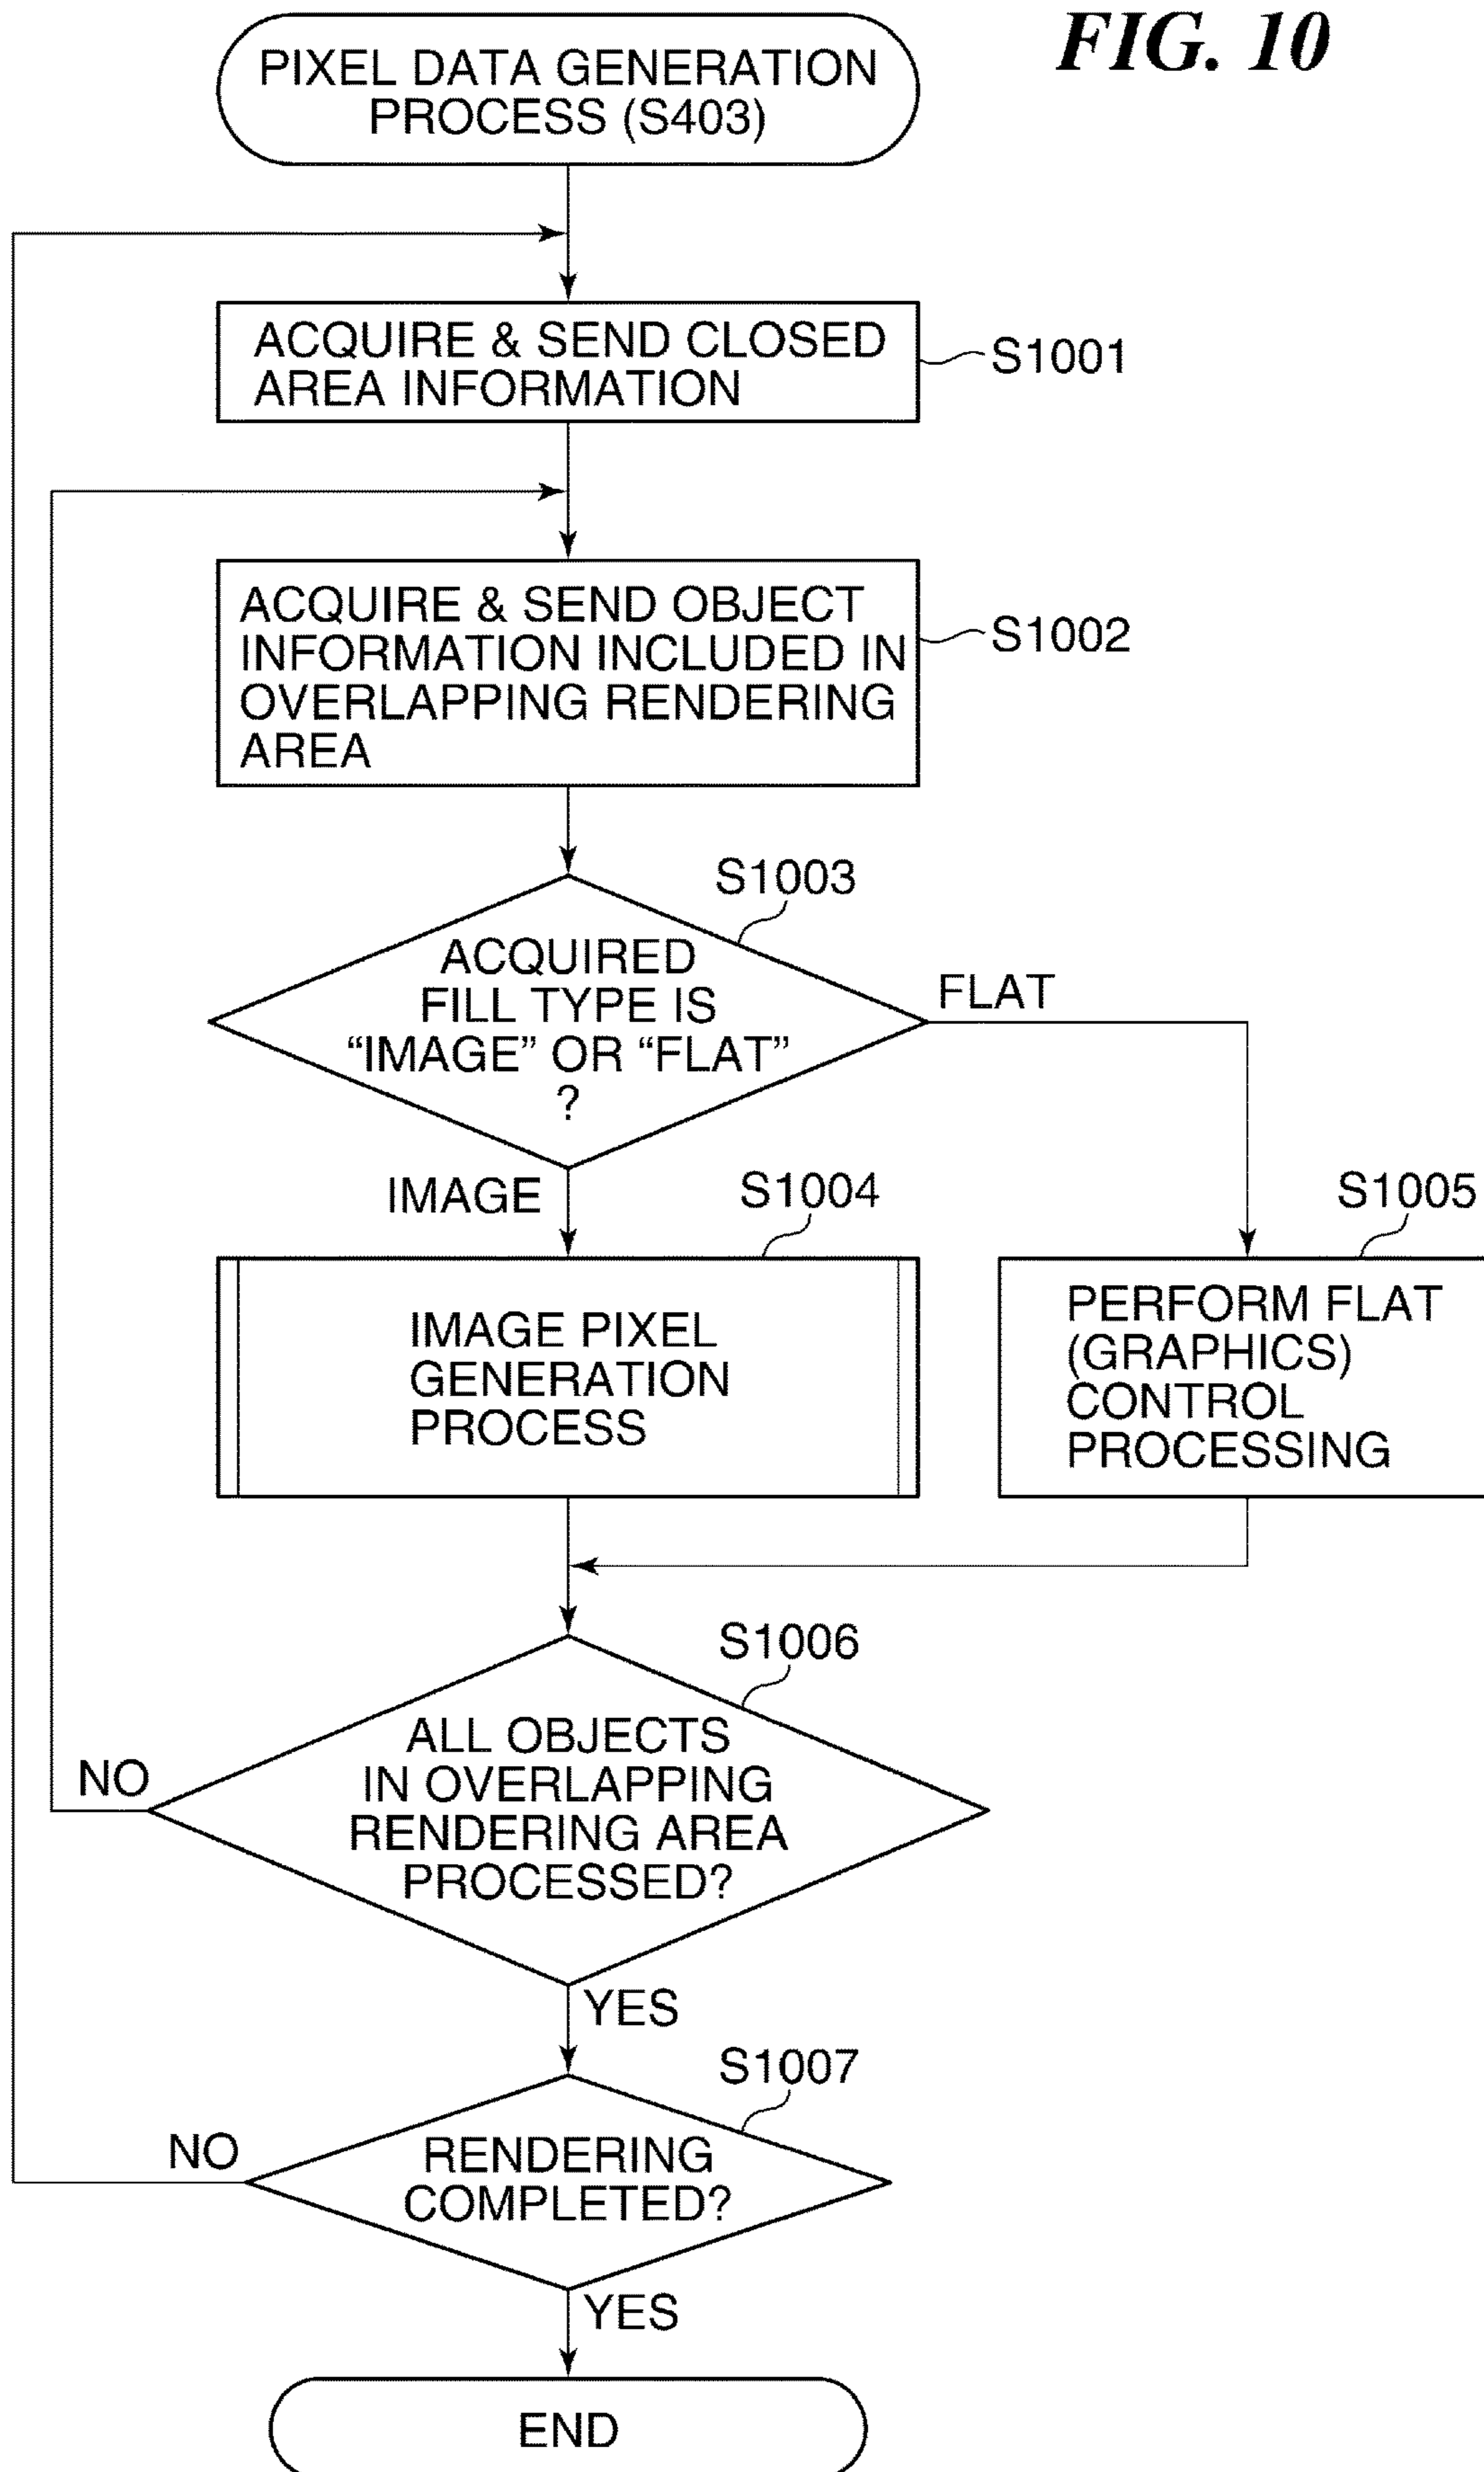 FIG. 10
PIXEL DATA GENERATION
PROCESS (S403)
ACQUIRE & SEND CLOSED
AREA INFORMATION
S1001
ACQUIRE & SEND OBJECT
INFORMATION INCLUDED IN
OVERLAPPING RENDERING
AREA
S1002
S1003
ACQUIRED
FILL TYPE IS
“IMAGE” OR “FLAT”
?
FLAT
IMAGE
S1004
S1005
IMAGE PIXEL
GENERATION
PROCESS
PERFORM FLAT
(GRAPHICS)
CONTROL
PROCESSING
S1006
ALL OBJECTS
IN OVERLAPPING
RENDERING AREA
PROCESSED?
NO
YES
S1007
RENDERING
COMPLETED?
NO
YES
END